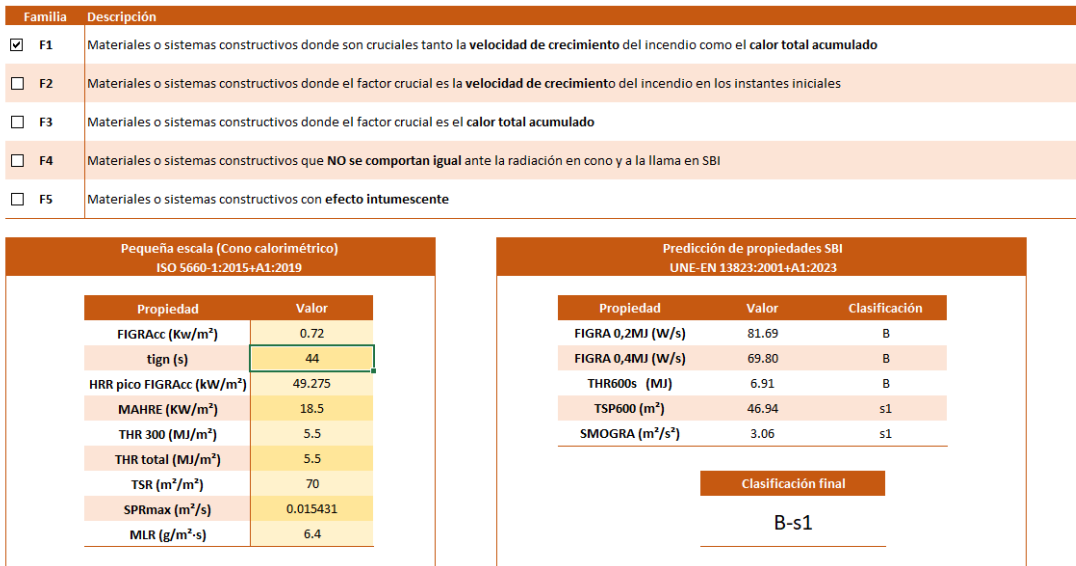 Familia Descripción
F1 Materiales o sistemas constructivos donde son cruciales tanto la velocidad de crecimiento del incendio como el calor total acumulado
F2 Materiales o sistemas constructivos donde el factor crucial es la velocidad de crecimiento del incendio en los instantes iniciales
F3 Materiales o sistemas constructivos donde el factor crucial es el calor total acumulado
F4 Materiales o sistemas constructivos que NO se comportan igual ante la radiación en cono y a la llama en SBI
F5 Materiales o sistemas constructivos con efecto intumescente
Pequeña escala (Cono calorimétrico)
ISO 5660-1:2015+A1:2019
Propiedad Valor
FIGRAcc (Kw/m²) 0.72
tign (s) 44
HRR pico FIGRAcc (kW/m²) 49.275
MAHRE (KW/m²) 18.5
THR 300 (MJ/m²) 5.5
THR total (MJ/m²) 5.5
TSR (m²/m²) 70
SPRmax (m²/s) 0.015431
MLR (g/m²·s) 6.4
Predicción de propiedades SBI
UNE-EN 13823:2001+A1:2023
Propiedad Valor Clasificación
FIGRA 0,2MJ (W/s) 81.69 B
FIGRA 0,4MJ (W/s) 69.80 B
THR600s (MJ) 6.91 B
TSP600 (m²) 46.94 s1
SMOGRA (m²/s²) 3.06 s1
Clasificación final
B-s1